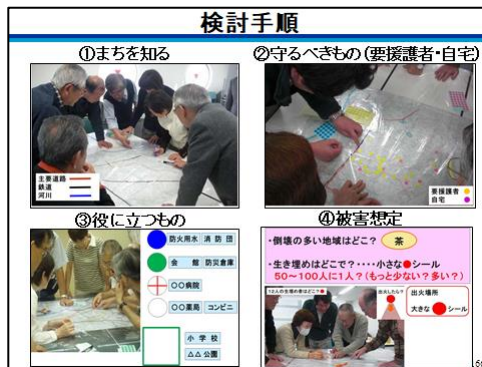 検討手順
①まちを知る
②守るべきもの(要援護者・自宅)
主要道路
鉄道
河川
要援護者
自宅
③役に立つもの
④被害想定
防火用水 消防団
会館 防災倉庫
〇〇病院
〇〇薬局 コンビニ
小学校
△△公園
・倒壊の多い地域はどこ? 茶
・生き埋めはどこで?・・・・小さな●シール
50~100人に1人?(もっと少ない?多い?)
出火したら?
出火場所
大きな●シール